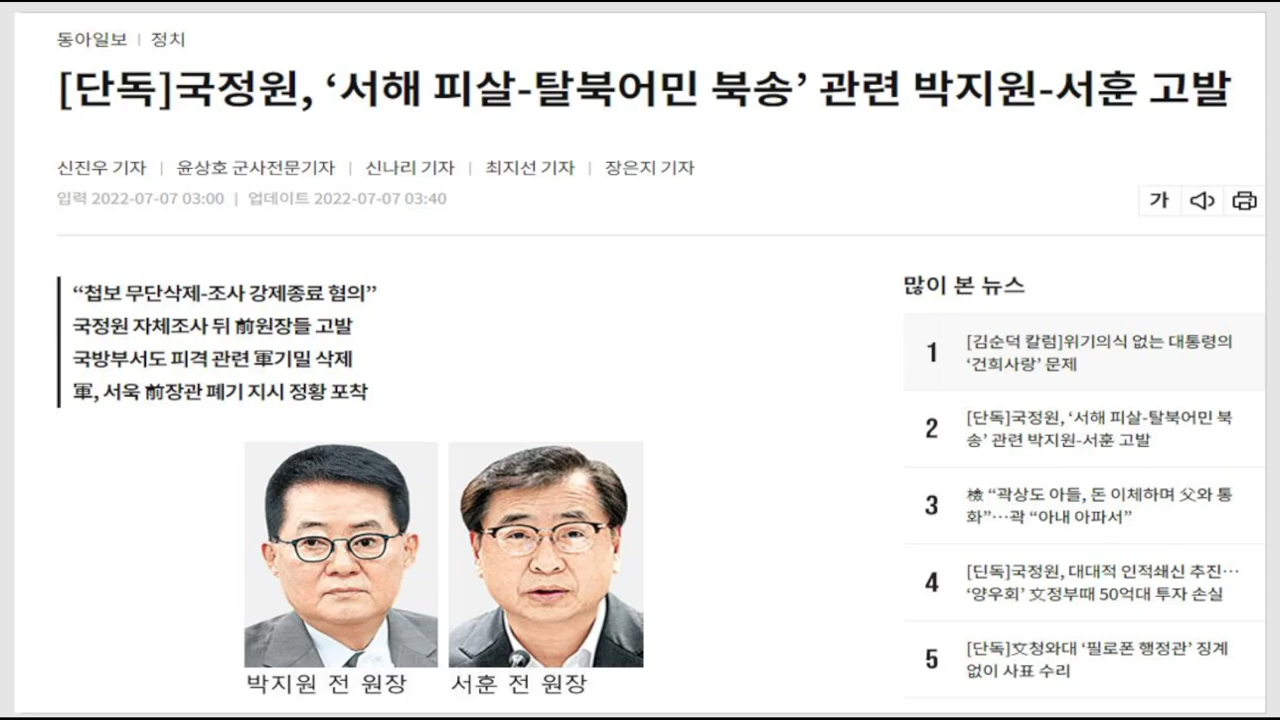 동아일보 | 정치
[단독]국정원, ‘서해 피살-탈북어민 북송’ 관련 박지원-서훈 고발
신진우 기자 | 윤상호 군사전문기자 | 신나리 기자 | 최지선 기자 | 장은지 기자
입력 2022-07-07 03:00 | 업데이트 2022-07-07 03:40
가
“첩보 무단삭제-조사 강제종료 혐의”
국정원 자체조사 뒤 前원장들 고발
국방부서도 피격 관련 軍기밀 삭제
軍, 서욱 前장관 폐기 지시 정황 포착
박지원 전 원장
서훈 전 원장
많이 본 뉴스
1
[김순덕 칼럼]위기의식 없는 대통령의
‘건희사랑’ 문제
2
[단독]국정원, ‘서해 피살-탈북어민 북
송’ 관련 박지원-서훈 고발
3
檢 “곽상도 아들, 돈 이체하며 父와 통
화”…곽 “아내 아파서”
4
[단독]국정원, 대대적 인적쇄신 추진…
‘양우회’ 文정부때 50억대 투자 손실
5
[단독]文청와대 ‘필로폰 행정관’ 징계
없이 사표 수리